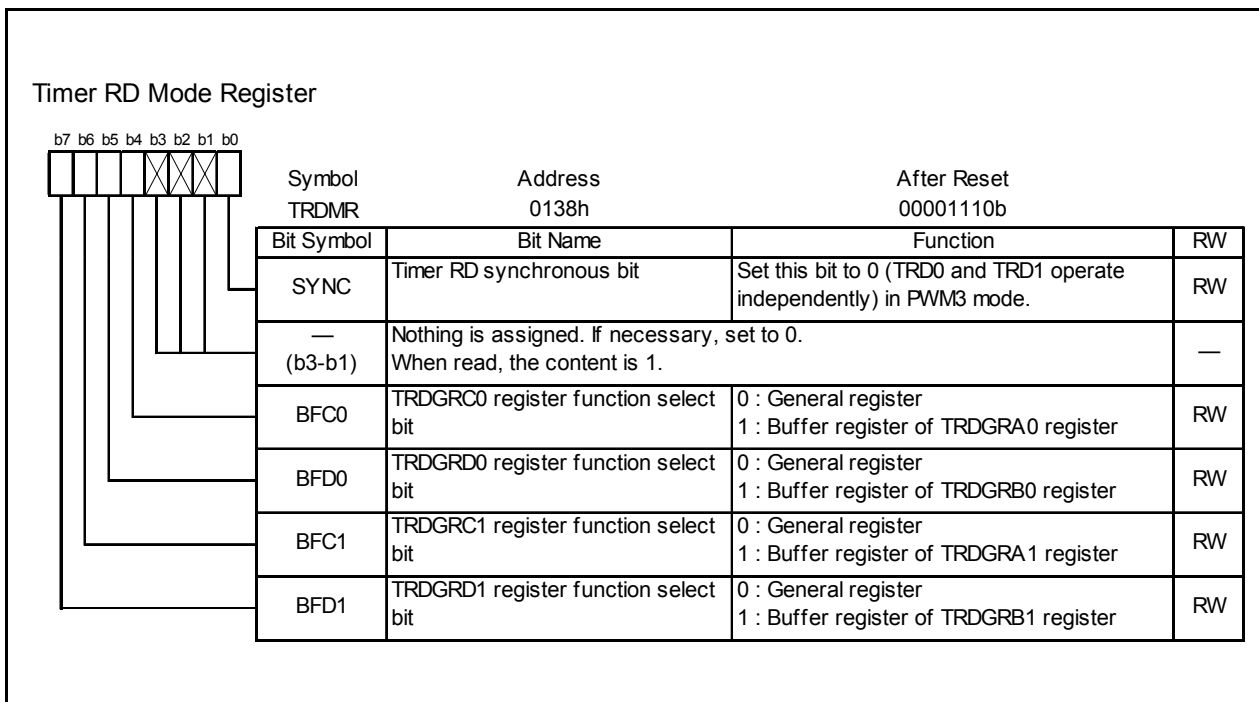 Timer RD Mode Register
b7 b6 b5 b4 b3 b2 b1 b0
Symbol Address After Reset
TRDMR 0138h 00001110b
Bit Symbol Bit Name Function RW
SYNC Timer RD synchronous bit Set this bit to 0 (TRD0 and TRD1 operate independently) in PWM3 mode. RW
— (b3-b1) Nothing is assigned. If necessary, set to 0.
When read, the content is 1. —
BFC0 TRDGRC0 register function select bit 0 : General register
1 : Buffer register of TRDGRA0 register RW
BFD0 TRDGRD0 register function select bit 0 : General register
1 : Buffer register of TRDGRB0 register RW
BFC1 TRDGRC1 register function select bit 0 : General register
1 : Buffer register of TRDGRA1 register RW
BFD1 TRDGRD1 register function select bit 0 : General register
1 : Buffer register of TRDGRB1 register RW